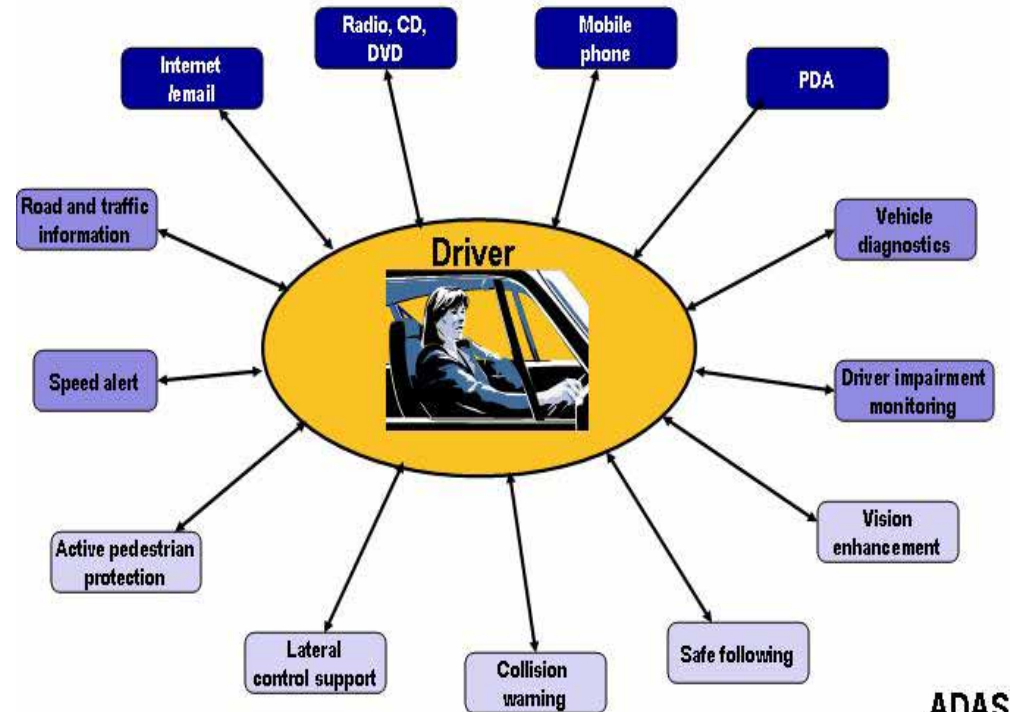 Radio, CD,
DVD
Mobile
phone
Internet
/email
PDA
Road and traffic
information
Vehicle
diagnostics
Driver
Speed alert
Driver impairment
monitoring
Active pedestrian
protection
Vision
enhancement
Lateral
control support
Collision
warning
Safe following
ADAS